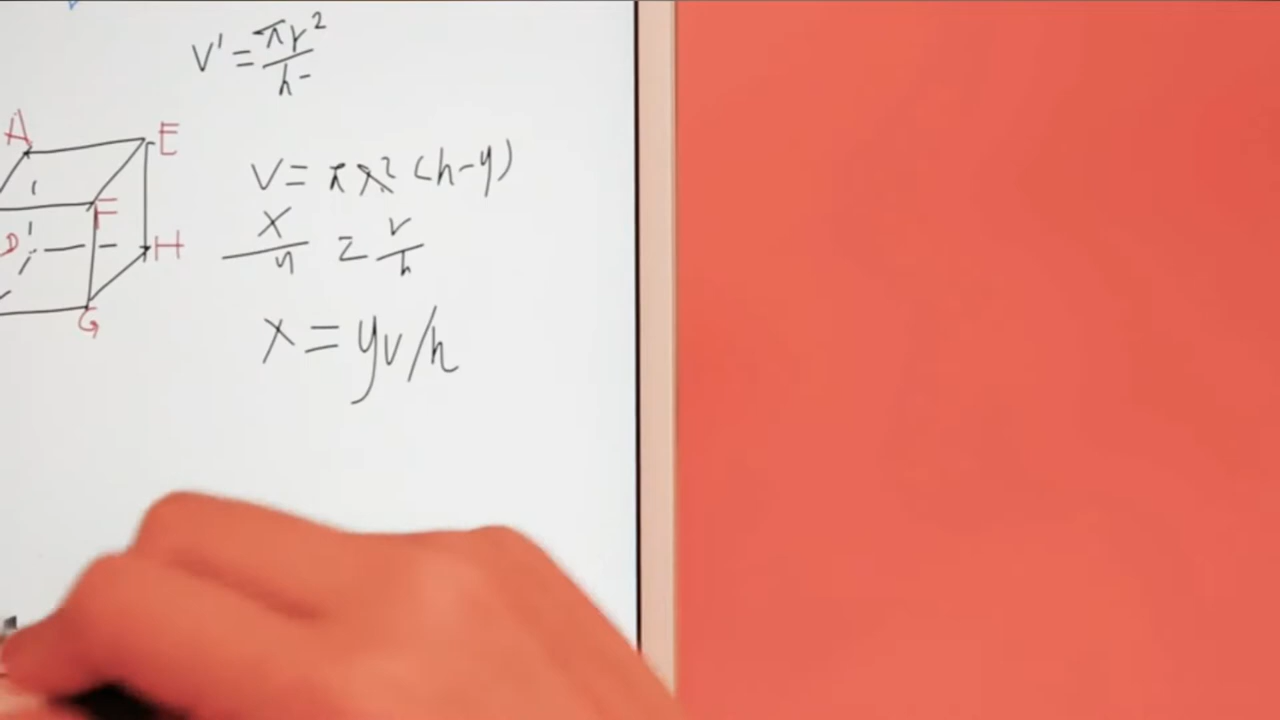 V' = πr²/h-
A E
V = πx²(h-y)
F
x/y = r/h
D H
G
x = yr/h